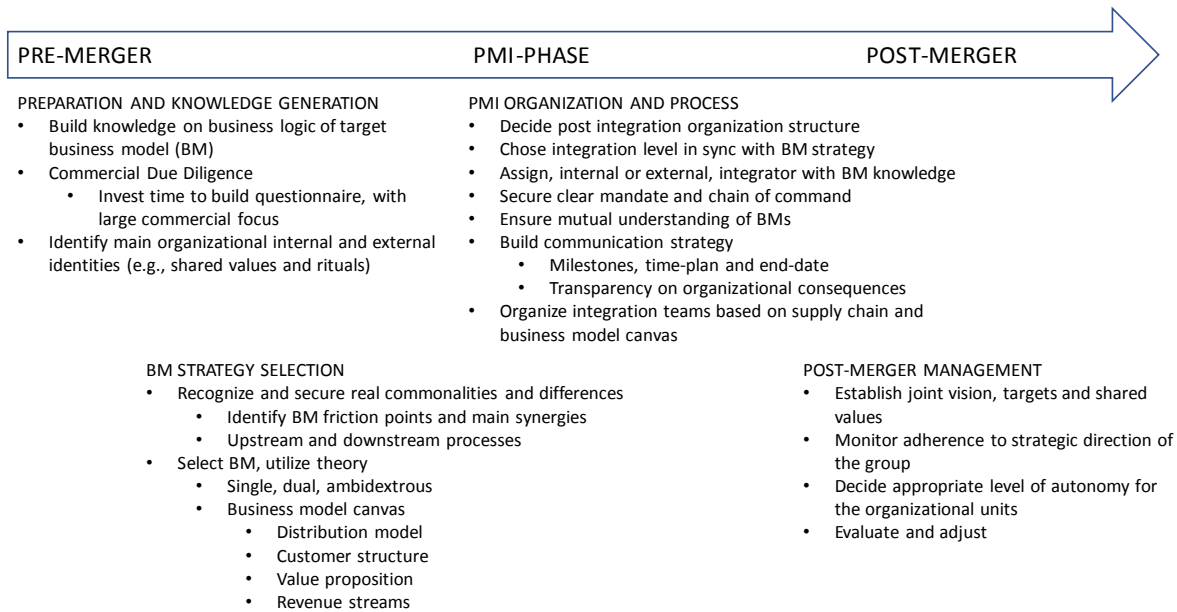 PRE-MERGER PMI-PHASE POST-MERGER
PREPARATION AND KNOWLEDGE GENERATION
• Build knowledge on business logic of target
business model (BM)
• Commercial Due Diligence
• Invest time to build questionnaire, with
large commercial focus
• Identify main organizational internal and external
identities (e.g., shared values and rituals)
PMI ORGANIZATION AND PROCESS
• Decide post integration organization structure
• Chose integration level in sync with BM strategy
• Assign, internal or external, integrator with BM knowledge
• Secure clear mandate and chain of command
• Ensure mutual understanding of BMs
• Build communication strategy
• Milestones, time-plan and end-date
• Transparency on organizational consequences
• Organize integration teams based on supply chain and
business model canvas
BM STRATEGY SELECTION
• Recognize and secure real commonalities and differences
• Identify BM friction points and main synergies
• Upstream and downstream processes
• Select BM, utilize theory
• Single, dual, ambidextrous
• Business model canvas
• Distribution model
• Customer structure
• Value proposition
• Revenue streams
POST-MERGER MANAGEMENT
• Establish joint vision, targets and shared
values
• Monitor adherence to strategic direction of
the group
• Decide appropriate level of autonomy for
the organizational units
• Evaluate and adjust